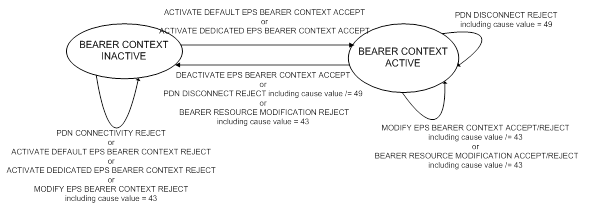 ACTIVATE DEFAULT EPS BEARER CONTEXT ACCEPT
or
ACTIVATE DEDICATED EPS BEARER CONTEXT ACCEPT
PDN DISCONNECT REJECT
including cause value = 49
BEARER CONTEXT
INACTIVE
BEARER CONTEXT
ACTIVE
DEACTIVATE EPS BEARER CONTEXT ACCEPT
or
PDN DISCONNECT REJECT including cause value /= 49
or
BEARER RESOURCE MODIFICATION REJECT
including cause value = 43
PDN CONNECTIVITY REJECT
or
ACTIVATE DEFAULT EPS BEARER CONTEXT REJECT
or
ACTIVATE DEDICATED EPS BEARER CONTEXT REJECT
or
MODIFY EPS BEARER CONTEXT REJECT
including cause value = 43
MODIFY EPS BEARER CONTEXT ACCEPT/REJECT
including cause value /= 43
or
BEARER RESOURCE MODIFICATION ACCEPT/REJECT
including cause value /= 43